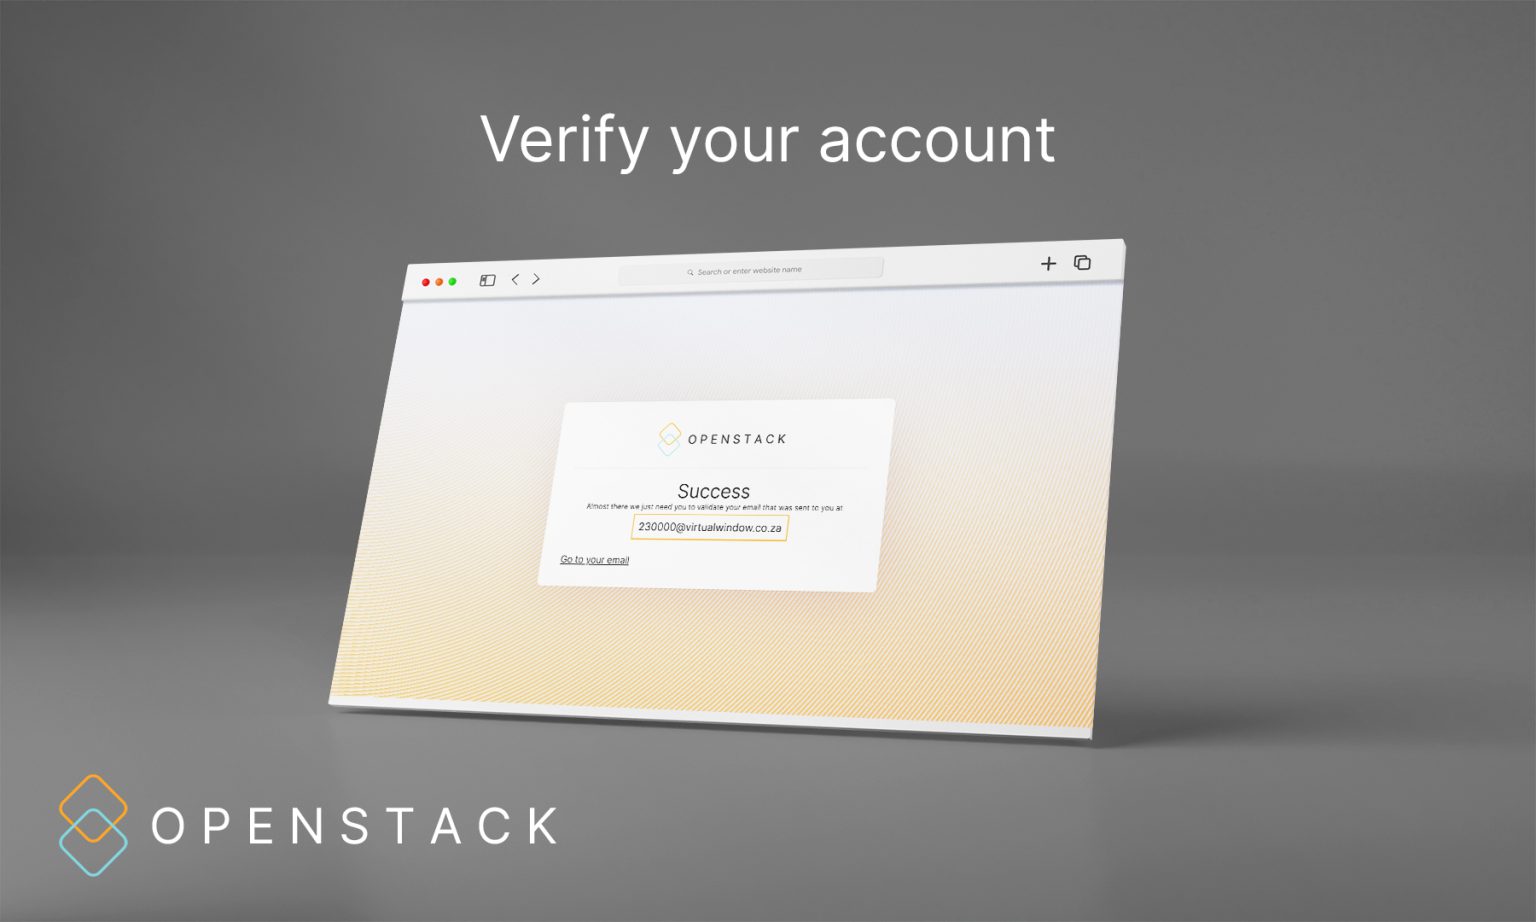 Verify your account
Search or enter website name
OPENSTACK
Success
Almost there we just need you to validate your email that was sent to you at
230000@virtualwindow.co.za
Go to your email
OPENSTACK